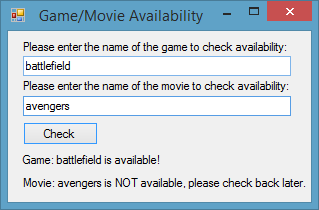 Game/Movie Availability
Please enter the name of the game to check availability:
battlefield
Please enter the name of the movie to check availability:
avengers
Check
Game: battlefield is available!
Movie: avengers is NOT available, please check back later.